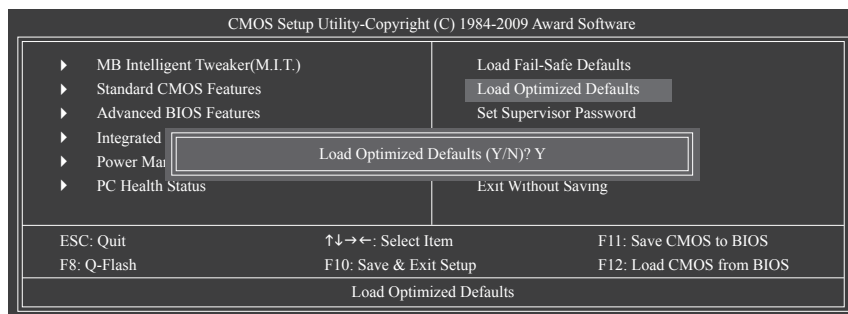 CMOS Setup Utility-Copyright (C) 1984-2009 Award Software
MB Intelligent Tweaker(M.I.T.)
Standard CMOS Features
Advanced BIOS Features
Integrated
Power Mar
PC Health Status
Load Fail-Safe Defaults
Load Optimized Defaults
Set Supervisor Password
Exit Without Saving
Load Optimized Defaults (Y/N)? Y
ESC: Quit
↑↓→←: Select Item
F11: Save CMOS to BIOS
F8: Q-Flash
F10: Save & Exit Setup
F12: Load CMOS from BIOS
Load Optimized Defaults